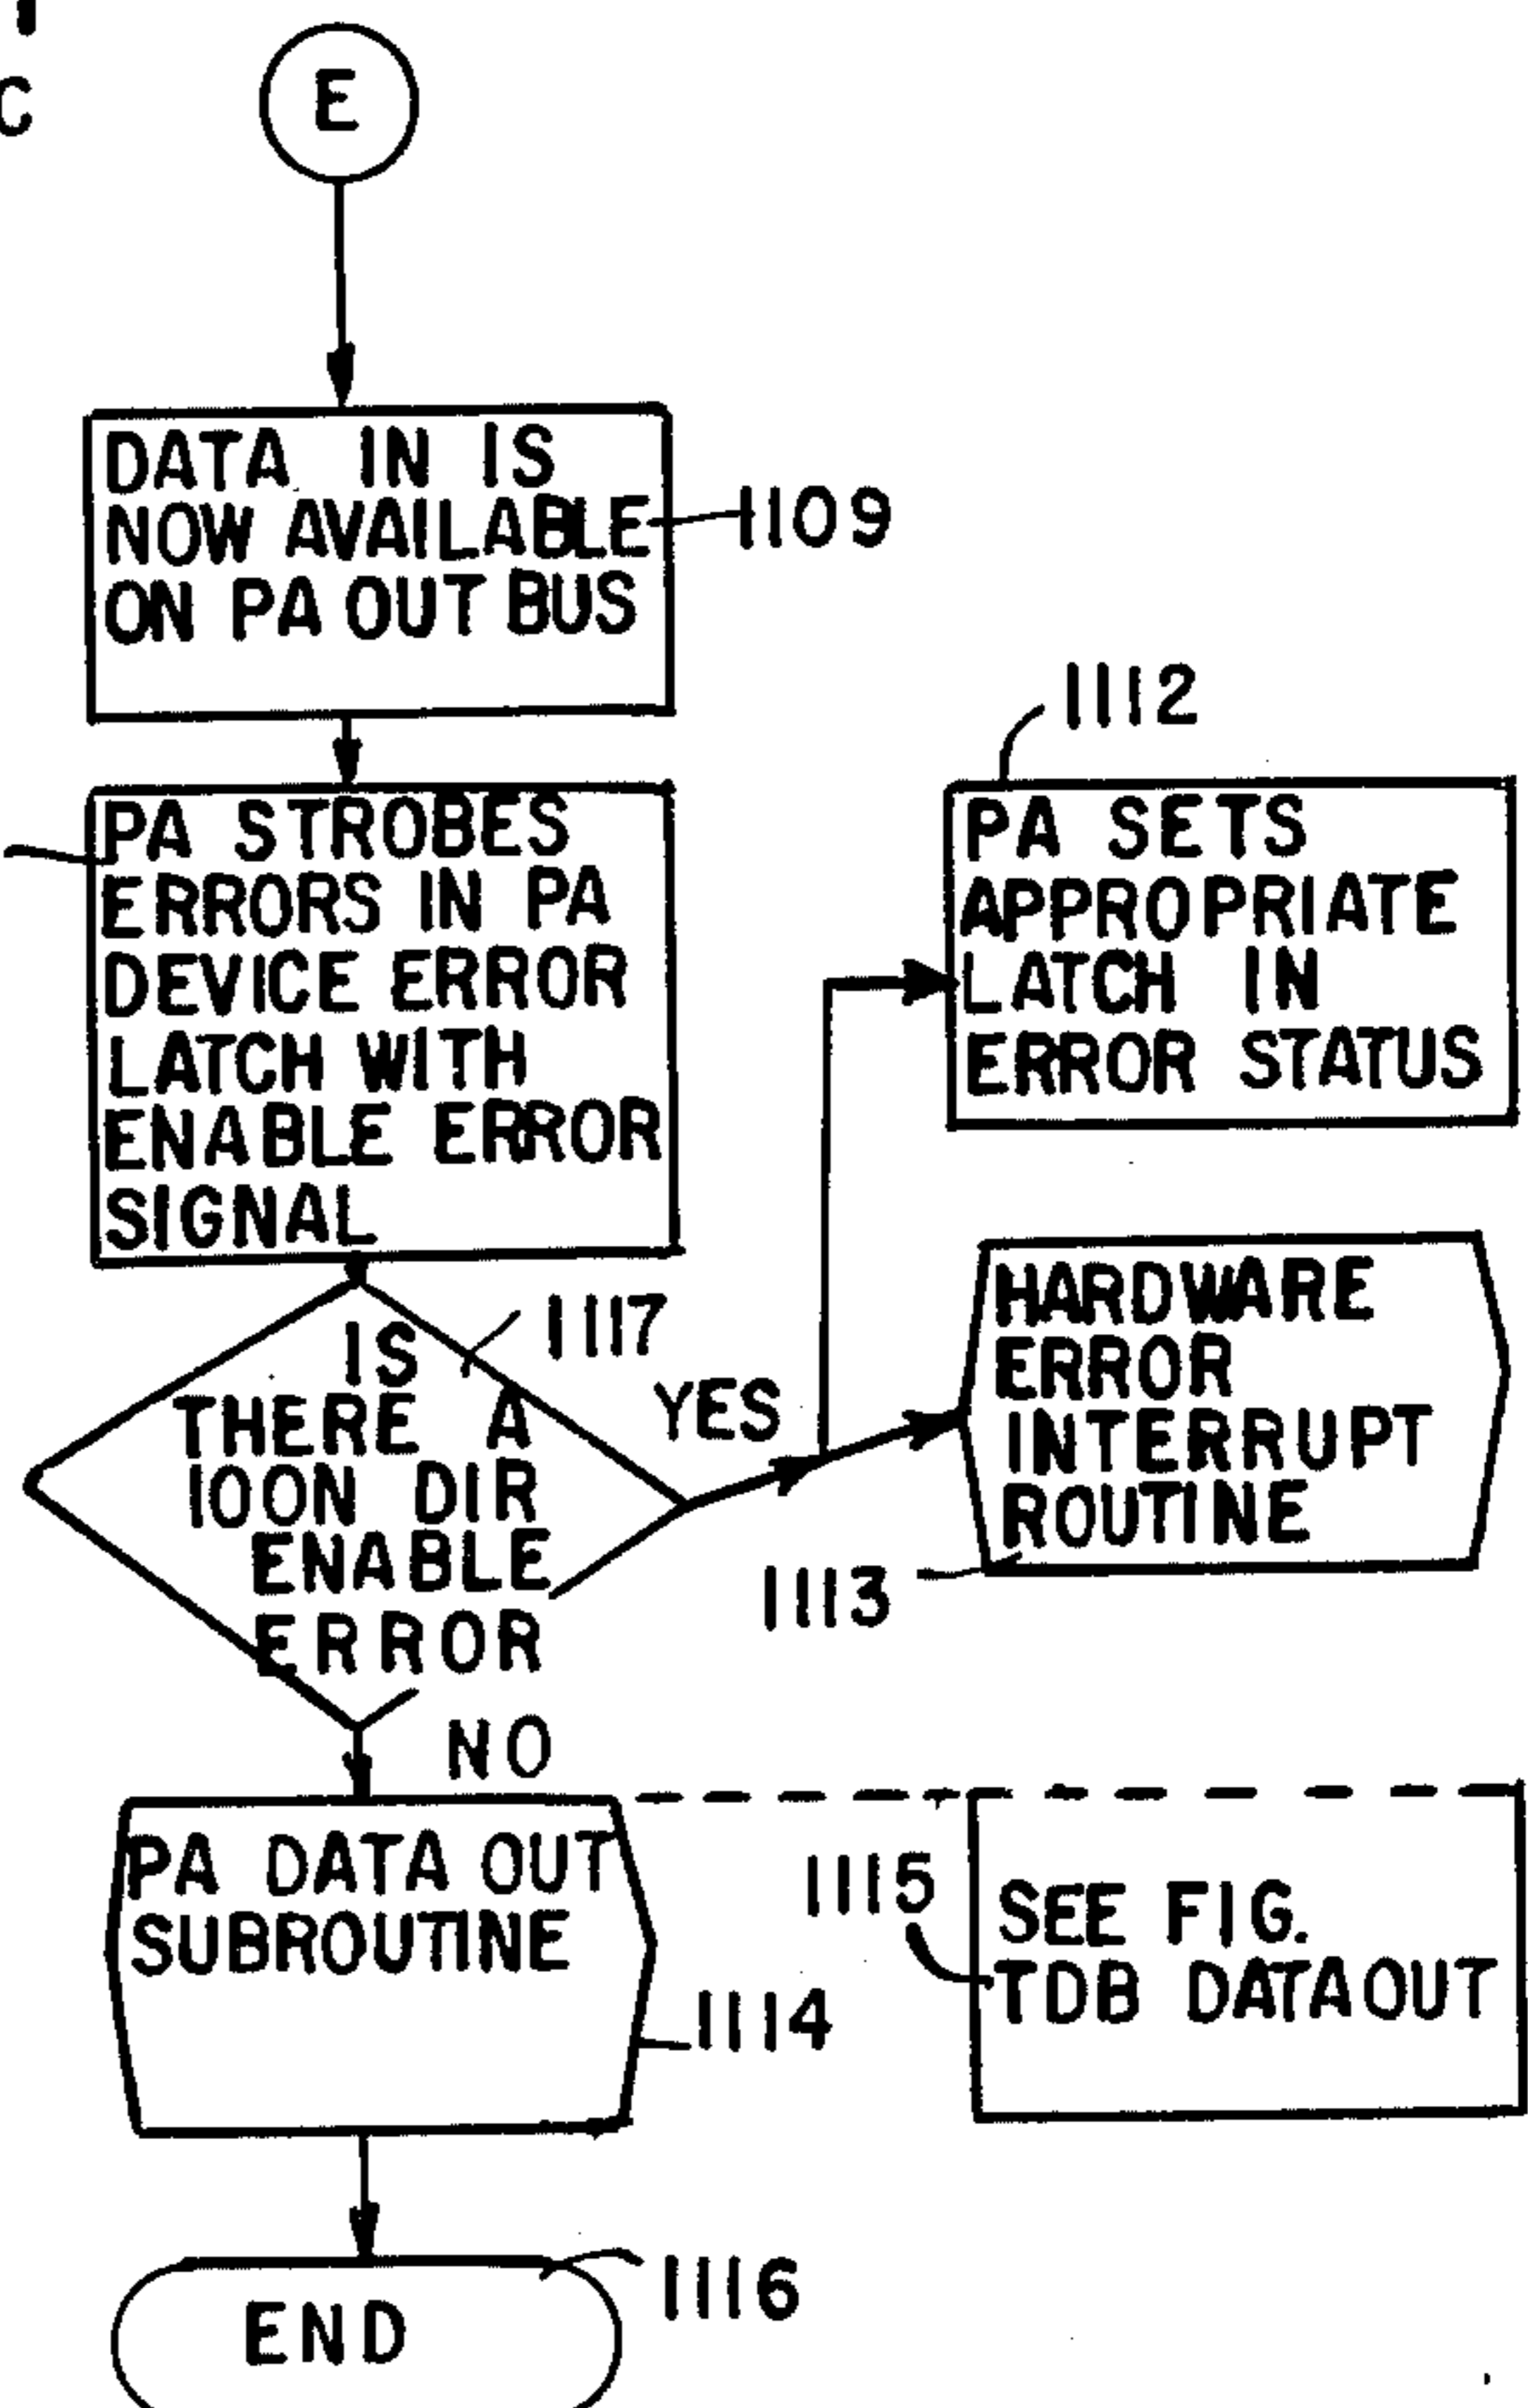 C
E
DATA IN IS
NOW AVAILABLE
ON PA OUT BUS
1109
PA STROBES
ERRORS IN PA
DEVICE ERROR
LATCH WITH
ENABLE ERROR
SIGNAL
1112
PA SETS
APPROPRIATE
LATCH IN
ERROR STATUS
IS
THERE A
100N DIR
ENABLE
ERROR
1117
YES
HARDWARE
ERROR
INTERRUPT
ROUTINE
1113
NO
PA DATA OUT
SUBROUTINE
1114
1115
SEE FIG.
TDB DATAOUT
END
1116